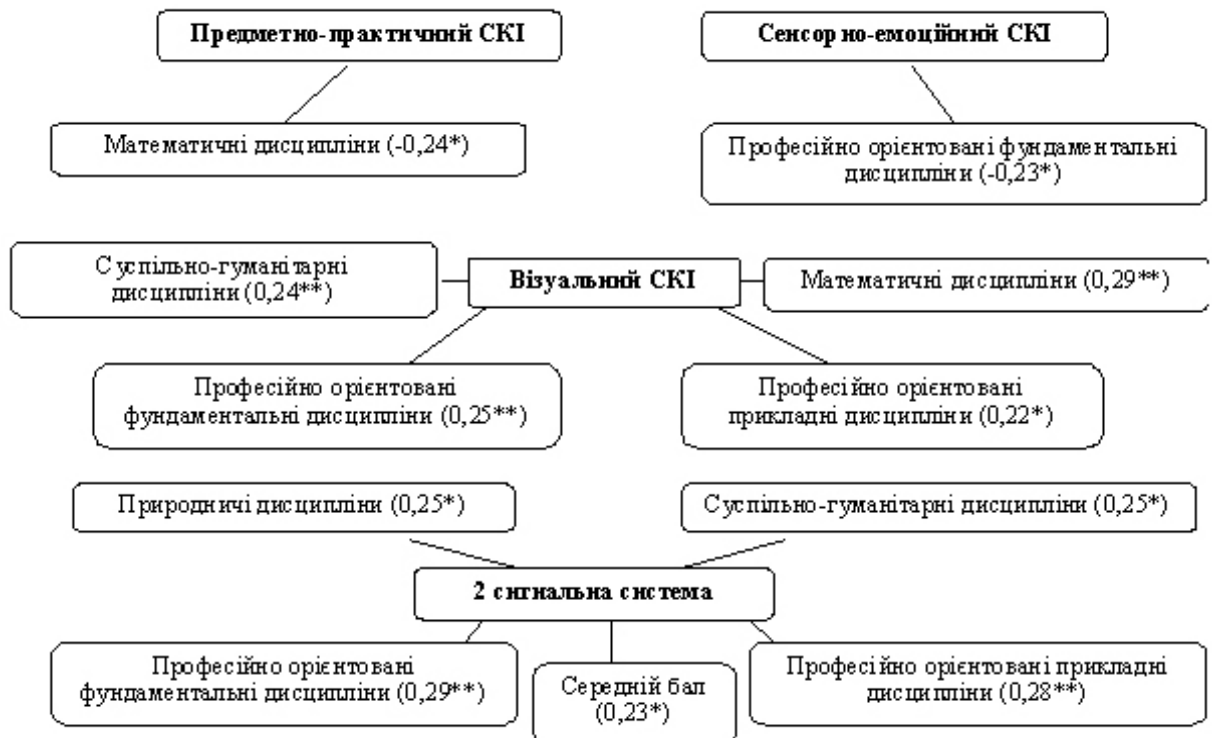 Предметно-практичний СКІ
Сенсорно-емоційний СКІ
Математичні дисципліни (-0,24*)
Професійно орієнтовані фундаментальні
дисципліни (-0,23*)
Суспільно-гуманітарні
дисципліни (0,24**)
Візуальний СКІ
Математичні дисципліни (0,29**)
Професійно орієнтовані
фундаментальні дисципліни (0,25**)
Професійно орієнтовані
прикладні дисципліни (0,22*)
Природничі дисципліни (0,25*)
Суспільно-гуманітарні дисципліни (0,25*)
2 сигнальна система
Професійно орієнтовані
фундаментальні дисципліни (0,29**)
Середній бал
(0,23*)
Професійно орієнтовані прикладні
дисципліни (0,28**)